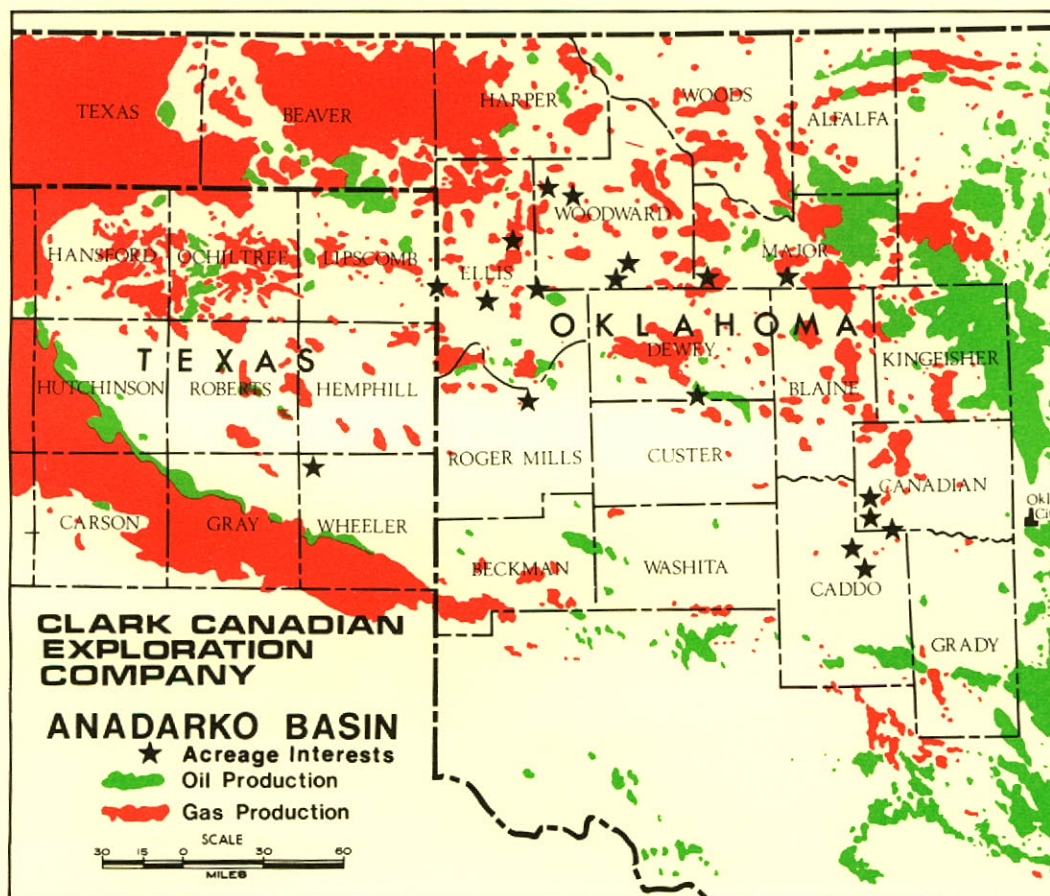 TEXAS
BEAVER
HARPER
WOODS
ALFALFA
HANSFORD
OCHILTREE
LIPSCOMB
ELLIS
WOODWARD
MAJOR
OKLAHOMA
TEXAS
HUTCHINSON
ROBERTS
HEMPHILL
DEWEY
BLAINE
KINGFISHER
ROGER MILLS
CUSTER
CANADIAN
CARSON
GRAY
WHEELER
BECKMAN
WASHITA
CADDO
GRADY
Okl
Ci
CLARK CANADIAN
EXPLORATION
COMPANY
ANADARKO BASIN
Acreage Interests
Oil Production
Gas Production
SCALE
30 15 0 30 60
MILES